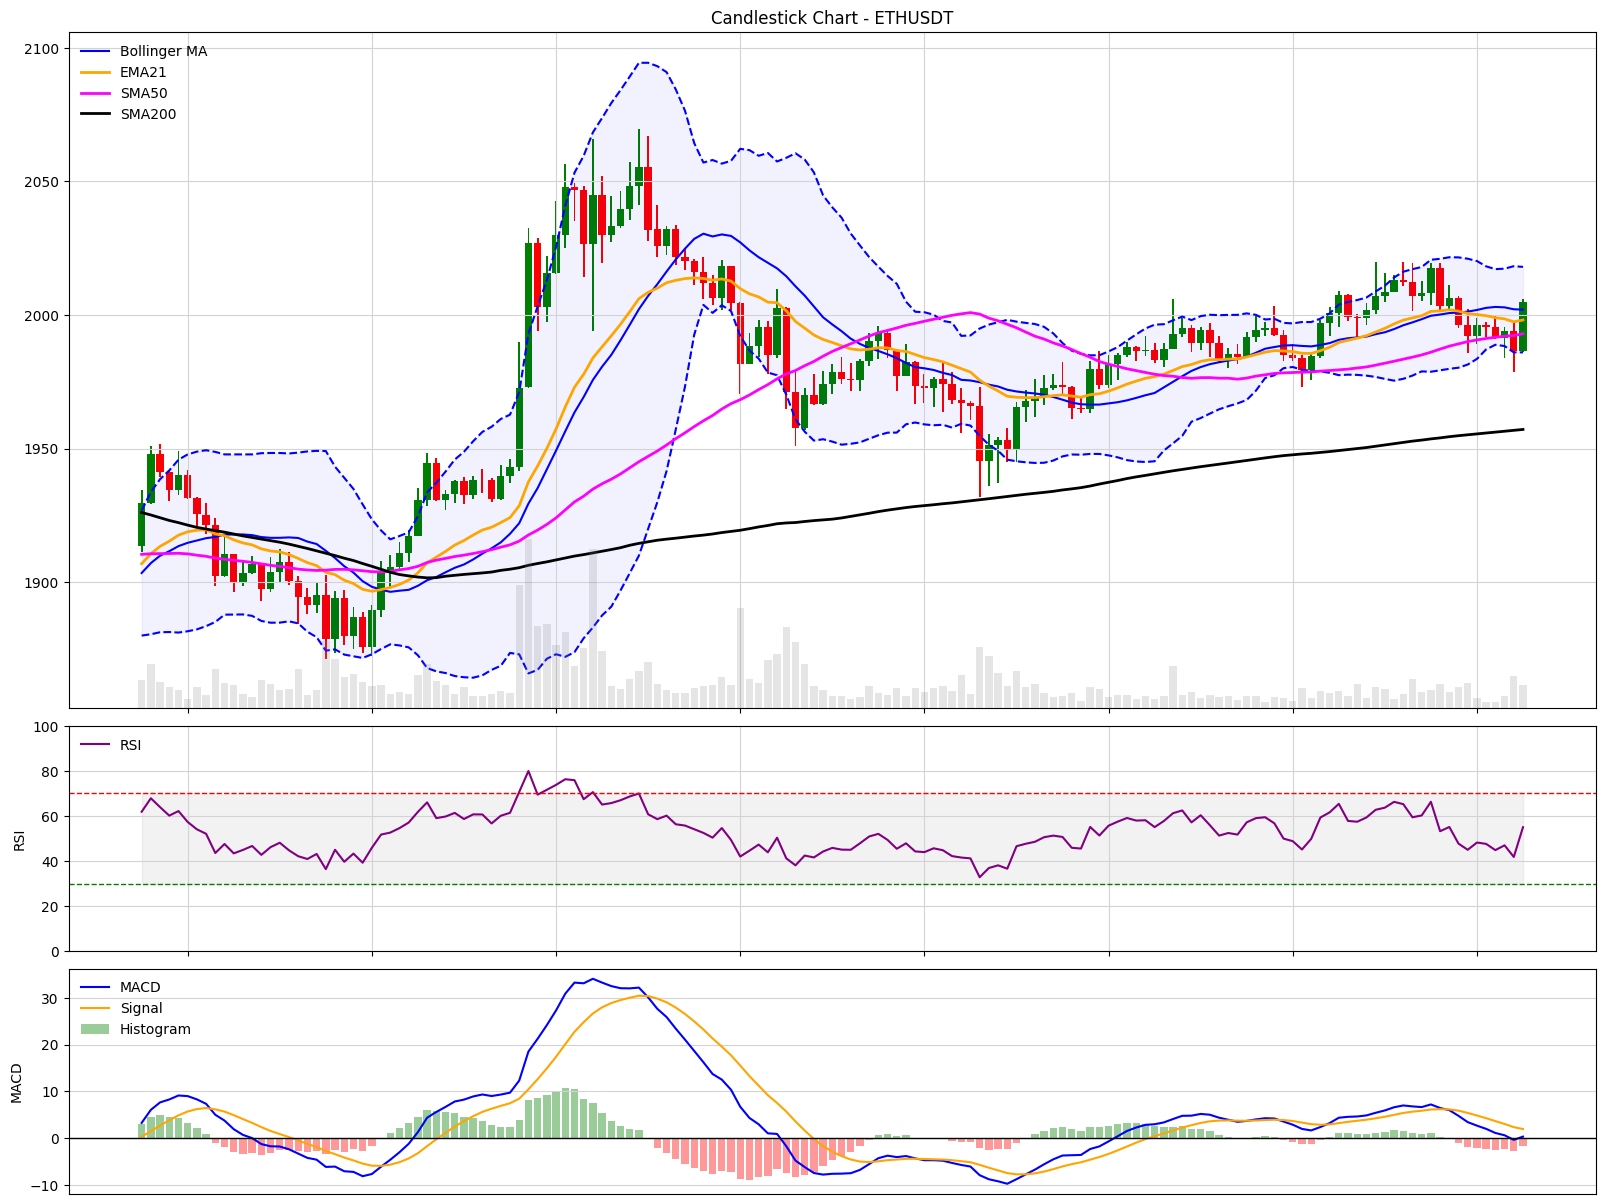 Candlestick Chart - ETHUSDT
2100
2050
2000
1950
1900
Bollinger MA
EMA21
SMA50
SMA200
100
80
60
40
20
0
RSI
RSI
30
20
10
0
−10
MACD
MACD
Signal
Histogram